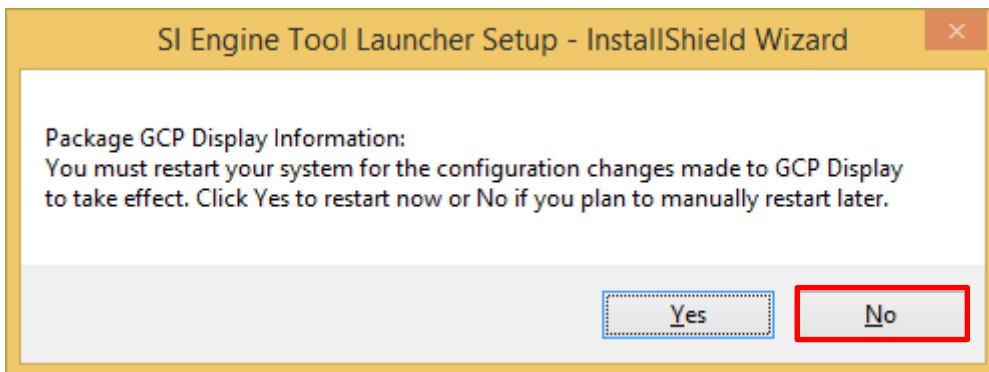 SI Engine Tool Launcher Setup - InstallShield Wizard
Package GCP Display Information:
You must restart your system for the configuration changes made to GCP Display
to take effect. Click Yes to restart now or No if you plan to manually restart later.
Yes
No